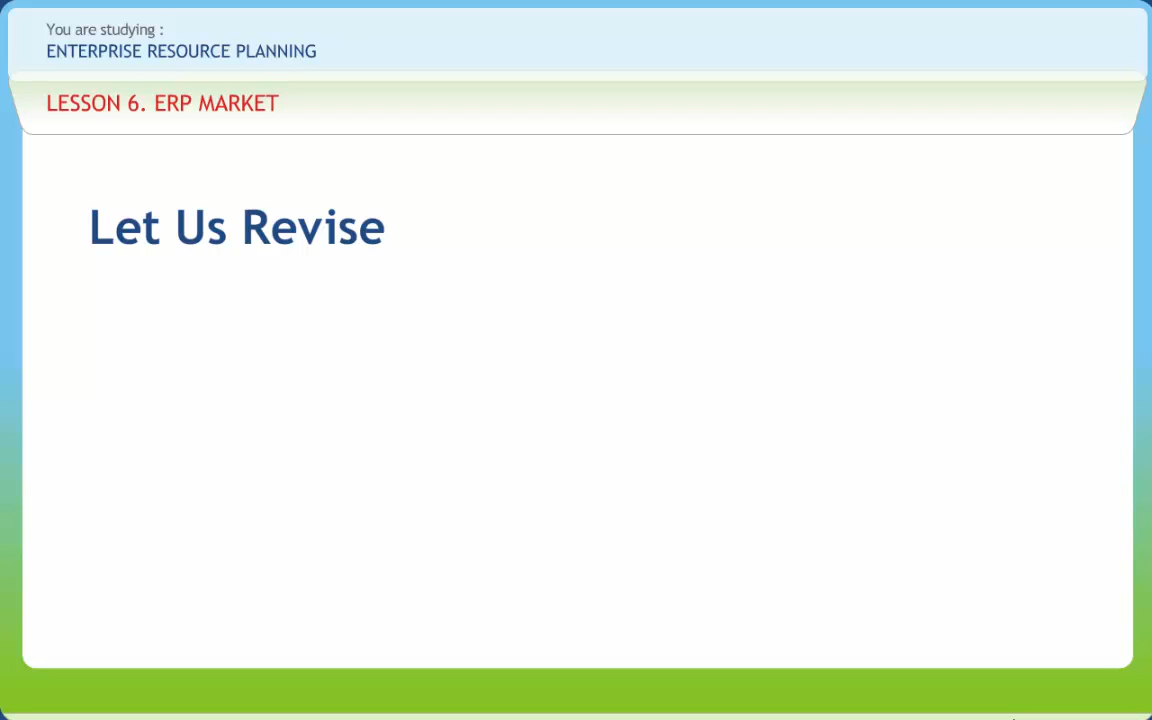 You are studying :
ENTERPRISE RESOURCE PLANNING
LESSON 6. ERP MARKET
Let Us Revise